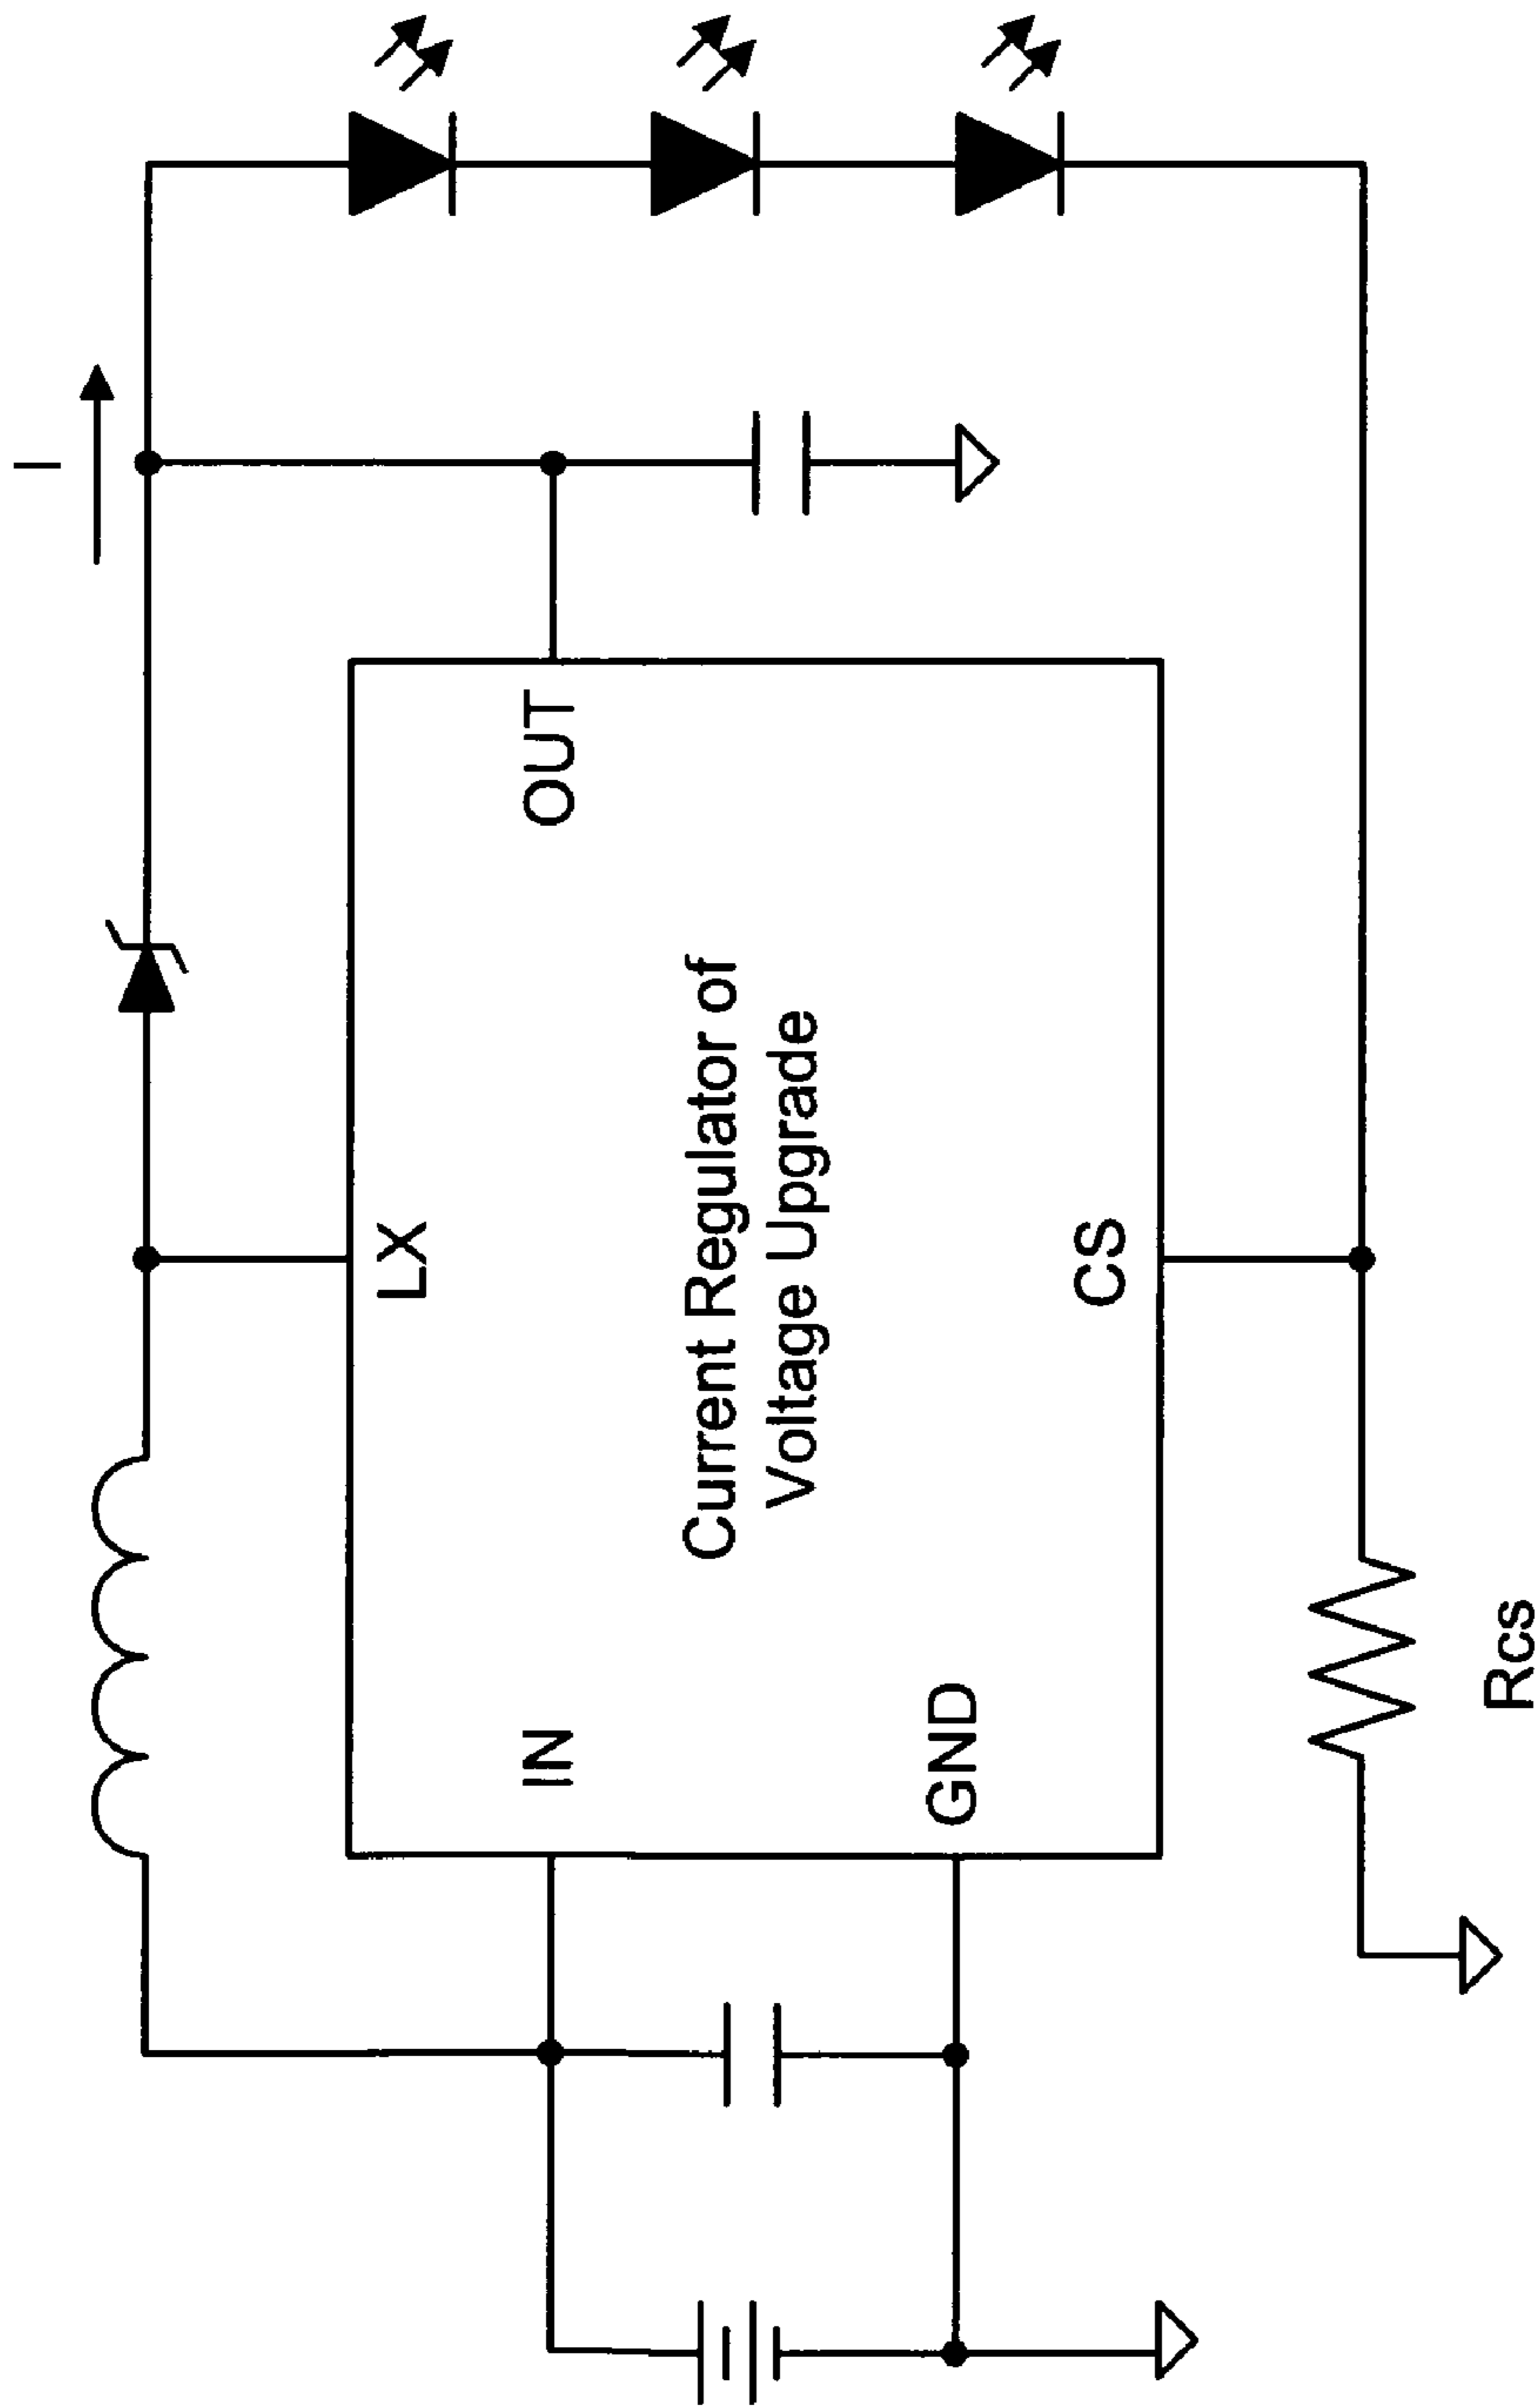 I
LX
IN
OUT
Current Regulator of
Voltage Upgrade
GND
CS
Rcs